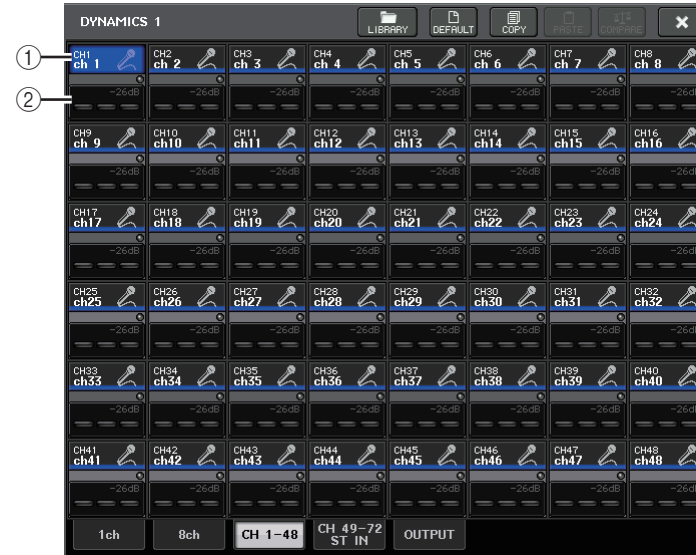 DYNAMICS 1
LIBRARY DEFAULT COPY PASTE COMPARE
① CH1 CH2 CH3 CH4 CH5 CH6 CH7 CH8
ch 1 ch 2 ch 3 ch 4 ch 5 ch 6 ch 7 ch 8
② -26dB -26dB -26dB -26dB -26dB -26dB -26dB -26dB
CH9 CH10 CH11 CH12 CH13 CH14 CH15 CH16
ch 9 ch10 ch11 ch12 ch13 ch14 ch15 ch16
-26dB -26dB -26dB -26dB -26dB -26dB -26dB -26dB
CH17 CH18 CH19 CH20 CH21 CH22 CH23 CH24
ch17 ch18 ch19 ch20 ch21 ch22 ch23 ch24
-26dB -26dB -26dB -26dB -26dB -26dB -26dB -26dB
CH25 CH26 CH27 CH28 CH29 CH30 CH31 CH32
ch25 ch26 ch27 ch28 ch29 ch30 ch31 ch32
-26dB -26dB -26dB -26dB -26dB -26dB -26dB -26dB
CH33 CH34 CH35 CH36 CH37 CH38 CH39 CH40
ch33 ch34 ch35 ch36 ch37 ch38 ch39 ch40
-26dB -26dB -26dB -26dB -26dB -26dB -26dB -26dB
CH41 CH42 CH43 CH44 CH45 CH46 CH47 CH48
ch41 ch42 ch43 ch44 ch45 ch46 ch47 ch48
-26dB -26dB -26dB -26dB -26dB -26dB -26dB -26dB
1ch 8ch CH 1-48 CH 49-72 OUTPUT
ST IN